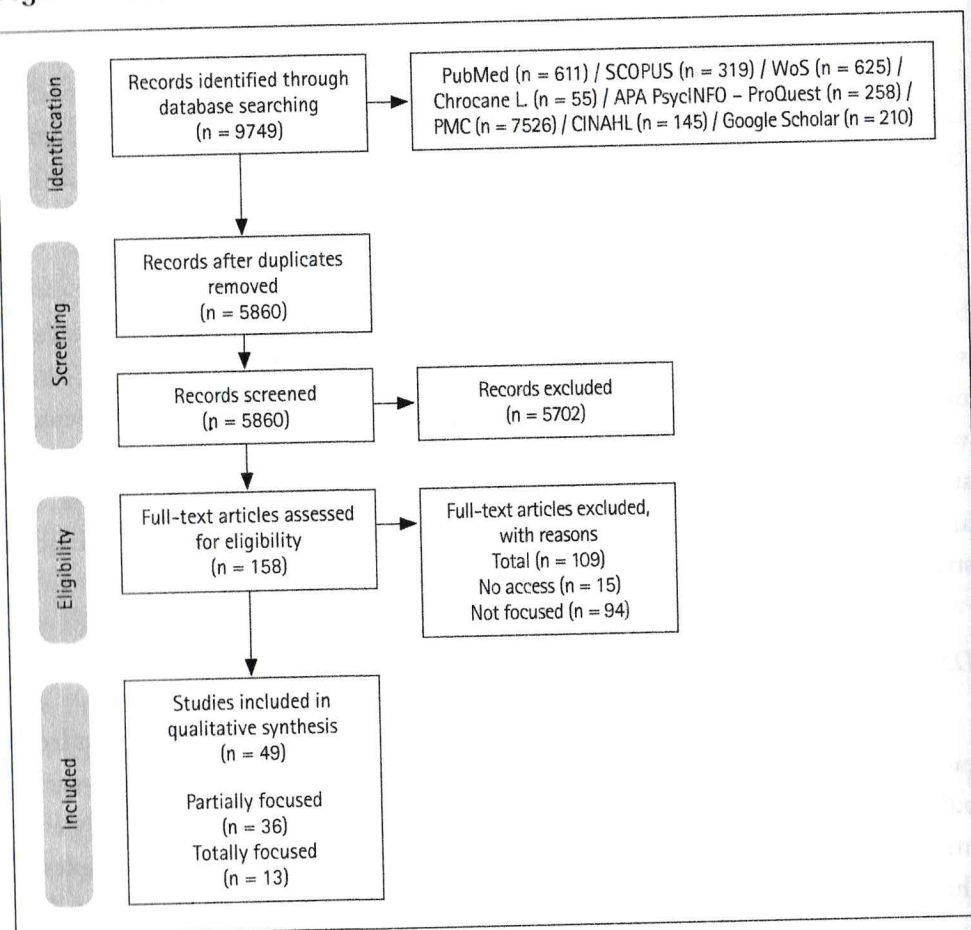 Identification
Records identified through
database searching
(n = 9749)
PubMed (n = 611) / SCOPUS (n = 319) / WoS (n = 625) /
Chrocane L. (n = 55) / APA PsycINFO – ProQuest (n = 258) /
PMC (n = 7526) / CINAHL (n = 145) / Google Scholar (n = 210)
Screening
Records after duplicates
removed
(n = 5860)
Records screened
(n = 5860)
Records excluded
(n = 5702)
Eligibility
Full-text articles assessed
for eligibility
(n = 158)
Full-text articles excluded,
with reasons
Total (n = 109)
No access (n = 15)
Not focused (n = 94)
Included
Studies included in
qualitative synthesis
(n = 49)
Partially focused
(n = 36)
Totally focused
(n = 13)